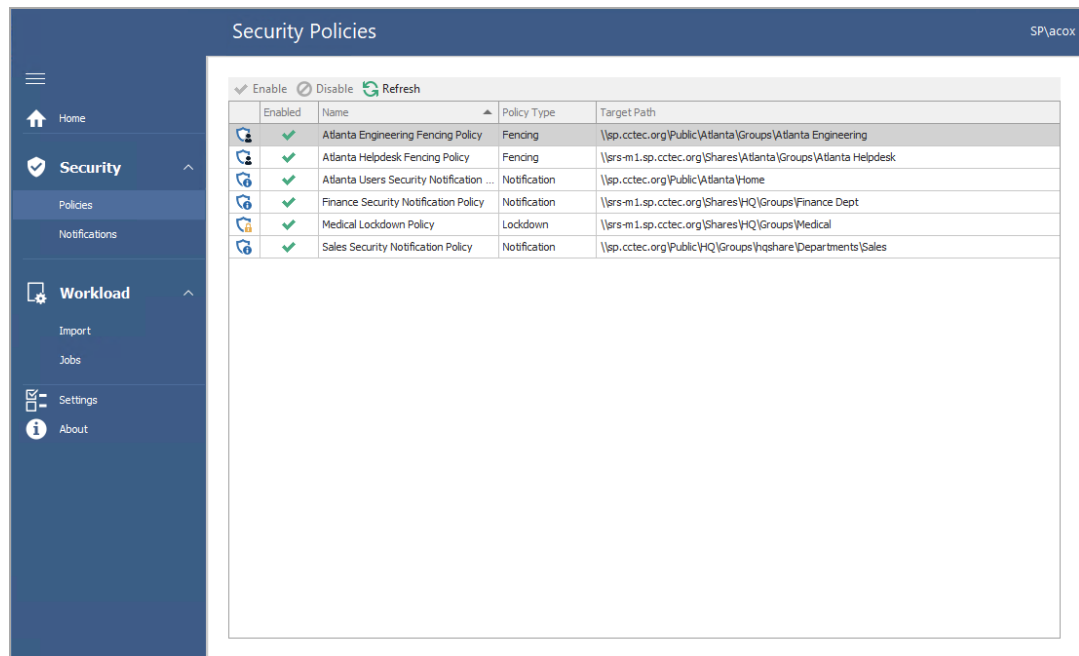 Security Policies
SP\acox
Enable Disable Refresh
Enabled Name Policy Type Target Path
Atlanta Engineering Fencing Policy Fencing \\sp.cctec.org\Public\Atlanta\Groups\Atlanta Engineering
Atlanta Helpdesk Fencing Policy Fencing \\srs-m1.sp.cctec.org\Shares\Atlanta\Groups\Atlanta Helpdesk
Atlanta Users Security Notification ... Notification \\sp.cctec.org\Public\Atlanta\Home
Finance Security Notification Policy Notification \\srs-m1.sp.cctec.org\Shares\HQ\Groups\Finance Dept
Medical Lockdown Policy Lockdown \\srs-m1.sp.cctec.org\Shares\HQ\Groups\Medical
Sales Security Notification Policy Notification \\sp.cctec.org\Public\HQ\Groups\hqshare\Departments\Sales
Home
Security
Policies
Notifications
Workload
Import
Jobs
Settings
About